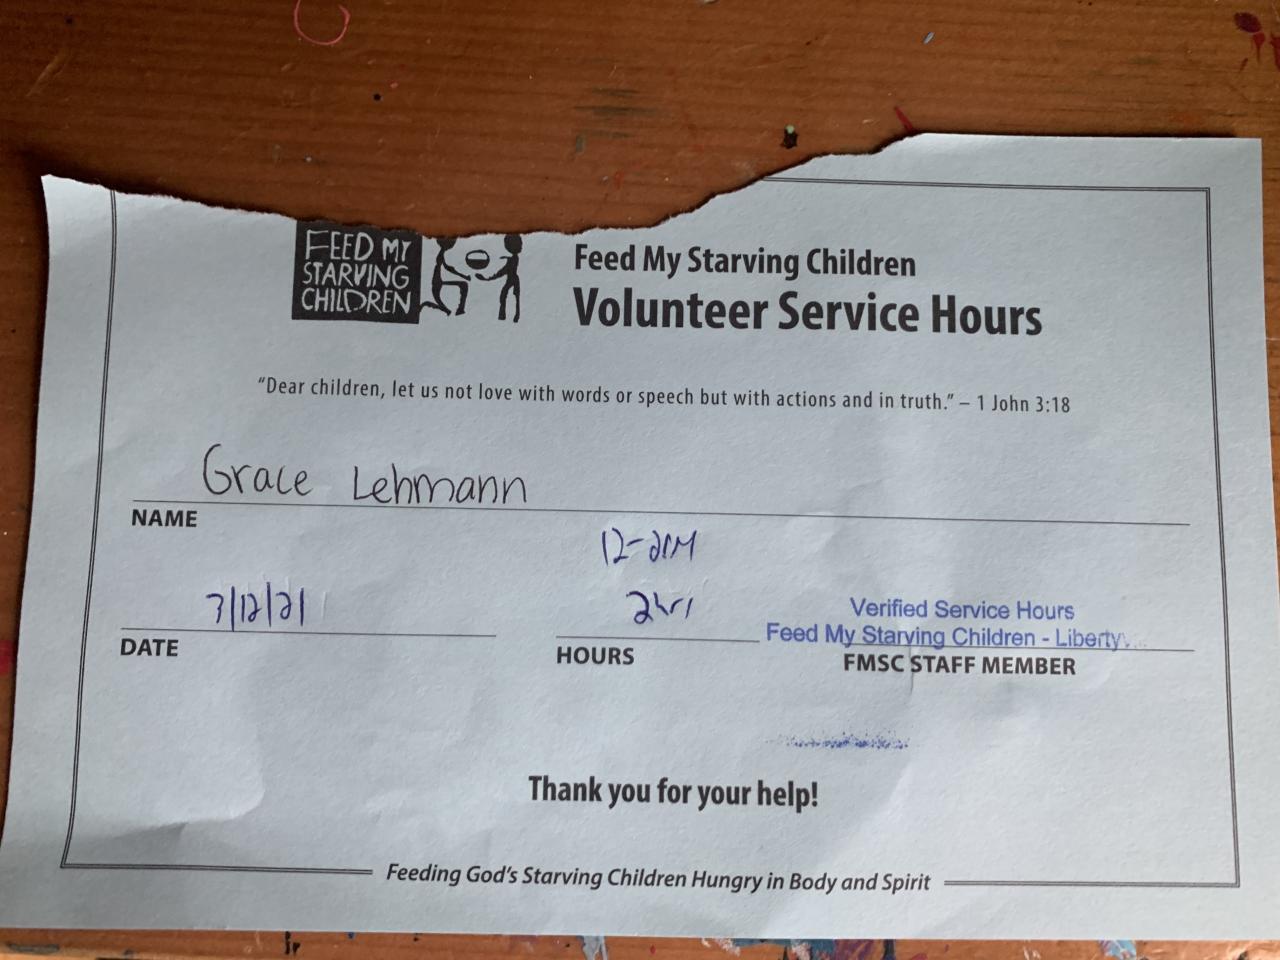 FEED MY
STARVING
CHILDREN
Feed My Starving Children
Volunteer Service Hours
“Dear children, let us not love with words or speech but with actions and in truth.” – 1 John 3:18
Grace Lehmann
NAME
12-2PM
7/12/21
2hrs
Verified Service Hours
Feed My Starving Children - Liberty
DATE
HOURS
FMSC STAFF MEMBER
Thank you for your help!
Feeding God's Starving Children Hungry in Body and Spirit